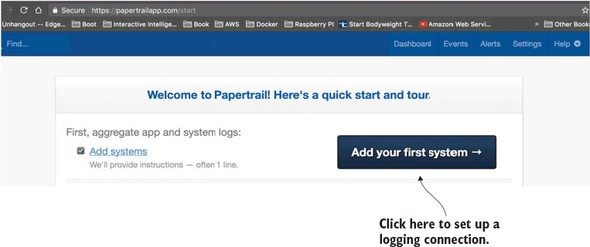 Secure https://papertrailapp.com/start
Unhangout -- Edge... Boot Interactive Intellige... Book AWS Docker Raspberry PI Start Bodyweight T... Amazon Web Servi... >> Other Books
Find... Dashboard Events Alerts Settings Help
Welcome to Papertrail! Here's a quick start and tour.
First, aggregate app and system logs:
Add systems
We'll provide instructions — often 1 line.
Add your first system →
Click here to set up a
logging connection.